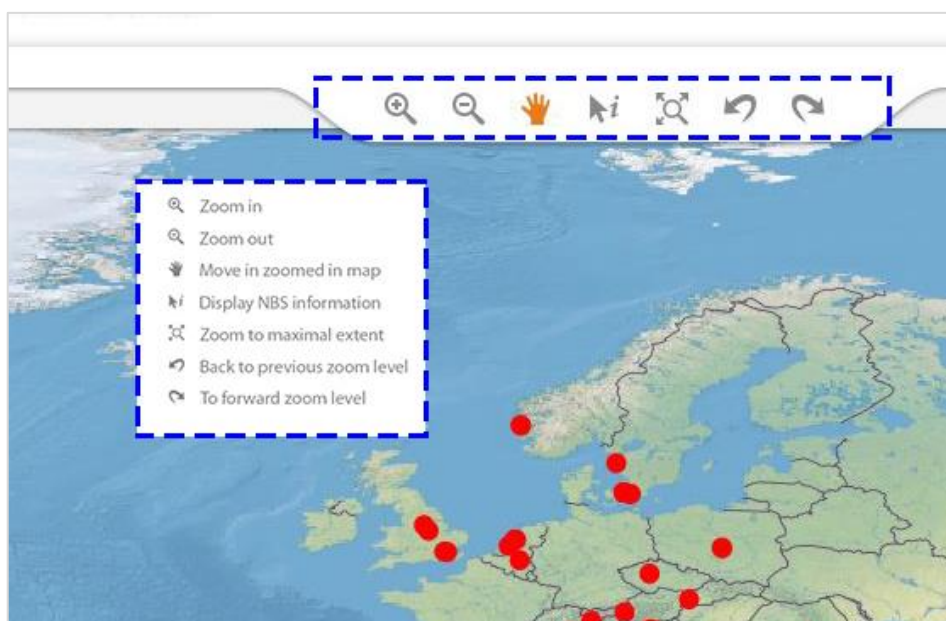 Zoom in
Zoom out
Move in zoomed in map
Display NBS information
Zoom to maximal extent
Back to previous zoom level
To forward zoom level